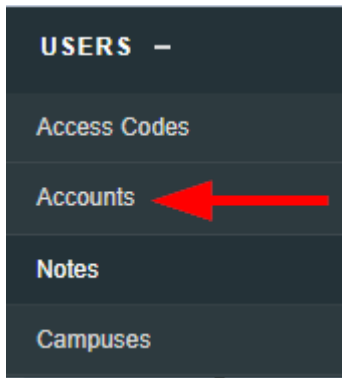 USERS –
Access Codes
Accounts
Notes
Campuses